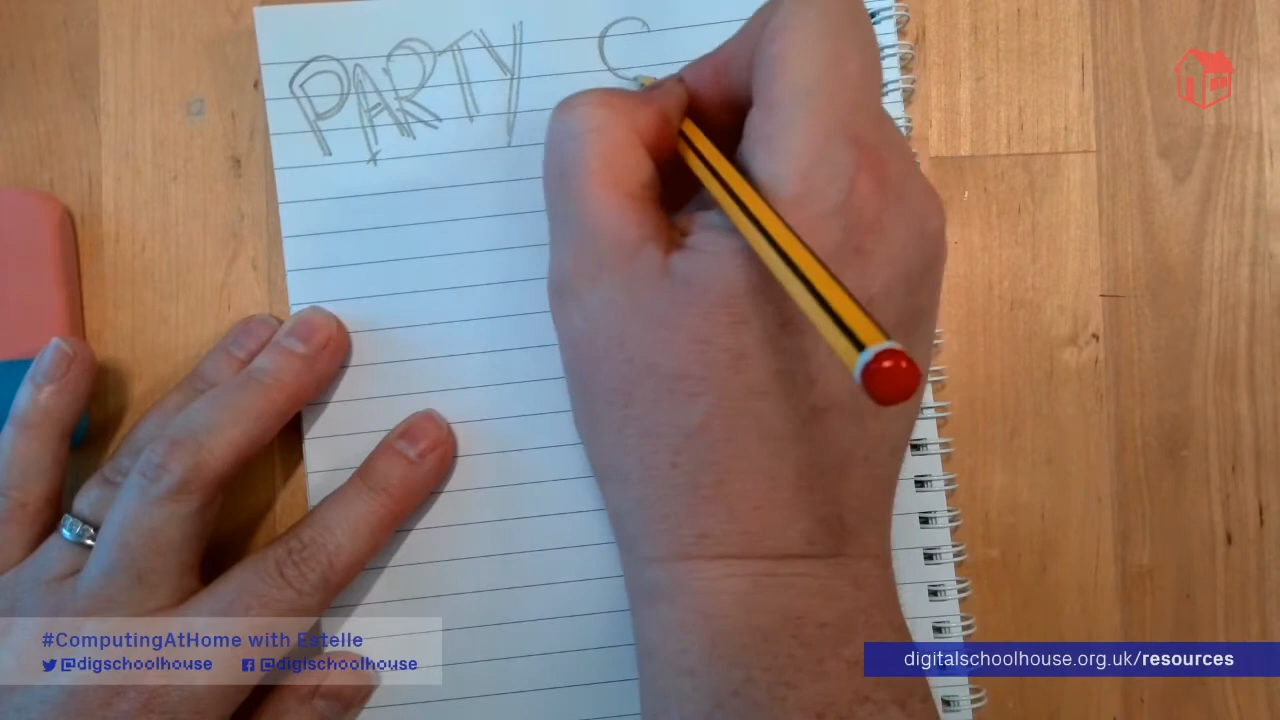 PARTY C
#ComputingAtHome with Estelle
@digschoolhouse @digischoolhouse
digitalschoolhouse.org.uk/resources